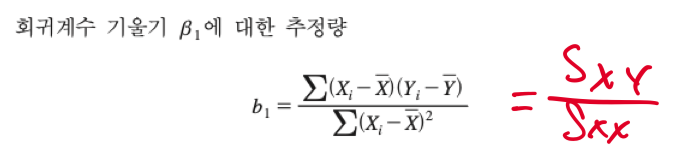 회귀계수 기울기 β₁에 대한 추정량
b₁ = ∑(Xᵢ − X̅)(Yᵢ − Y̅) / ∑(Xᵢ − X̅)² = Sxy / Sxx